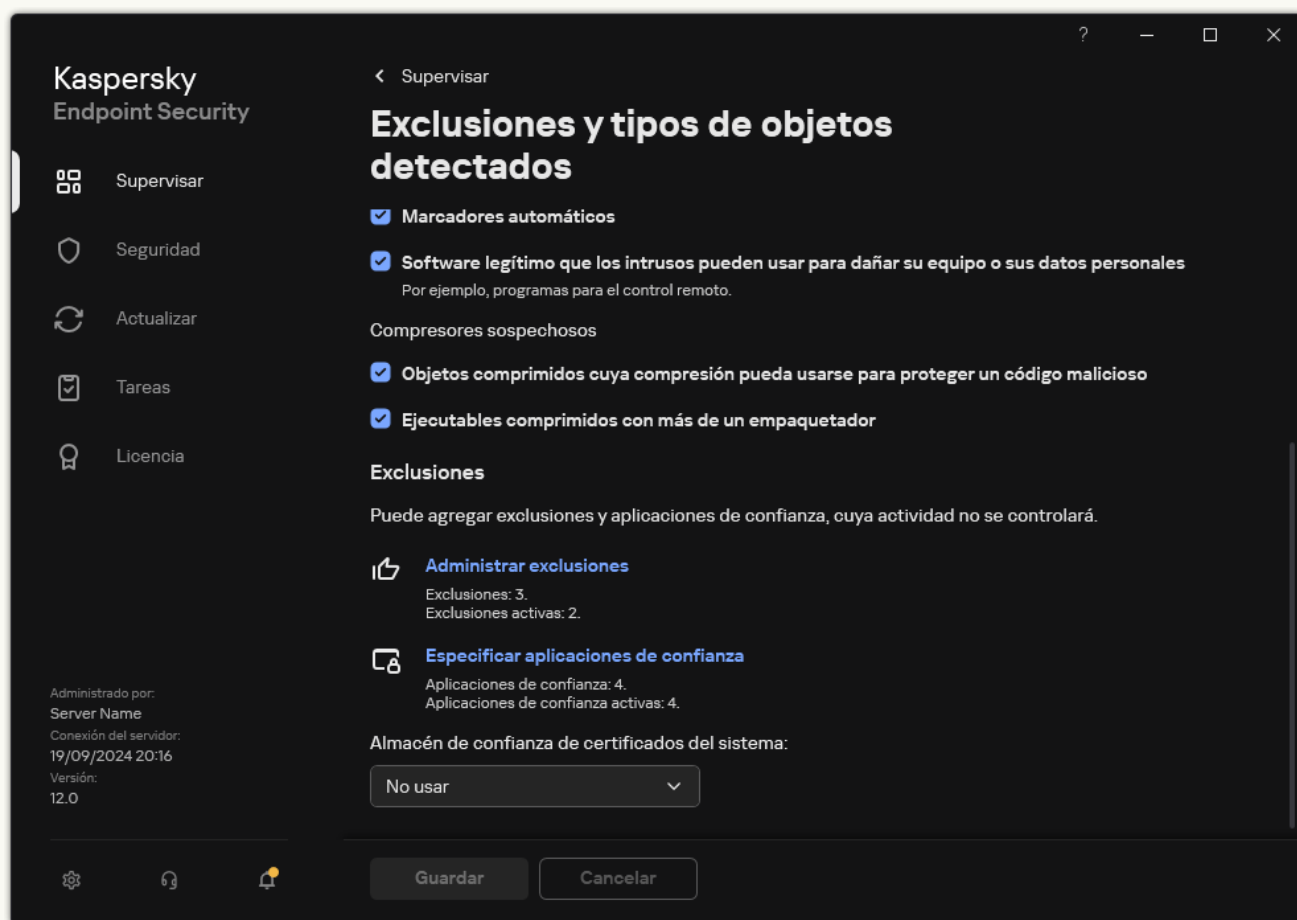 Kaspersky
Endpoint Security
Supervisar
Seguridad
Actualizar
Tareas
Licencia
Administrado por:
Server Name
Conexión del servidor:
19/09/2024 20:16
Versión:
12.0
?
Supervisar
Exclusiones y tipos de objetos
detectados
Marcadores automáticos
Software legítimo que los intrusos pueden usar para dañar su equipo o sus datos personales
Por ejemplo, programas para el control remoto.
Compresores sospechosos
Objetos comprimidos cuya compresión pueda usarse para proteger un código malicioso
Ejecutables comprimidos con más de un empaquetador
Exclusiones
Puede agregar exclusiones y aplicaciones de confianza, cuya actividad no se controlará.
Administrar exclusiones
Exclusiones: 3.
Exclusiones activas: 2.
Especificar aplicaciones de confianza
Aplicaciones de confianza: 4.
Aplicaciones de confianza activas: 4.
Almacén de confianza de certificados del sistema:
No usar
Guardar
Cancelar